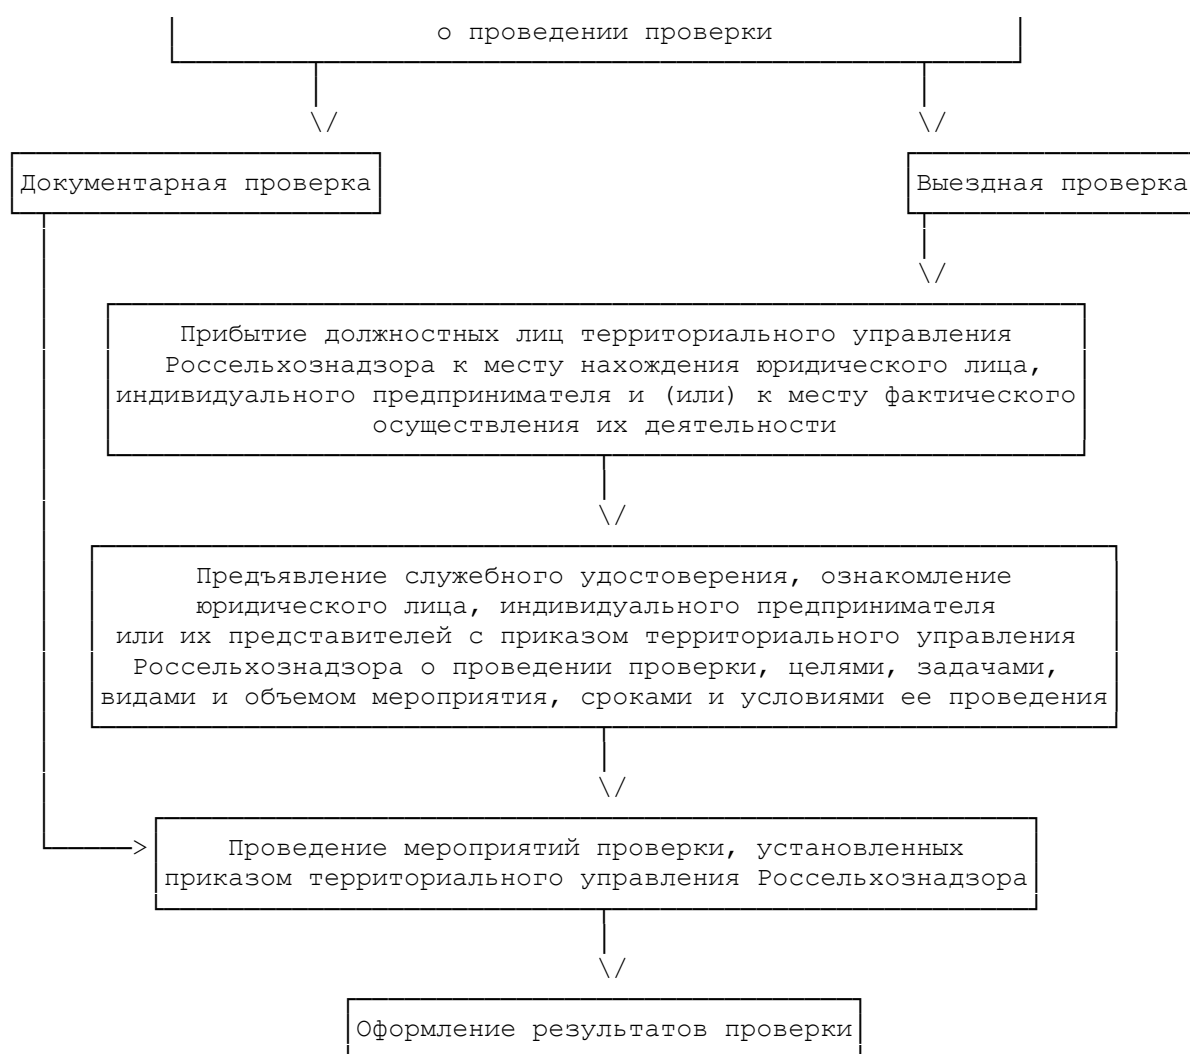 о проведении проверки
\/ \/
Документарная проверка Выездная проверка
\/
Прибытие должностных лиц территориального управления
Россельхознадзора к месту нахождения юридического лица,
индивидуального предпринимателя и (или) к месту фактического
осуществления их деятельности
\/
Предъявление служебного удостоверения, ознакомление
юридического лица, индивидуального предпринимателя
или их представителей с приказом территориального управления
Россельхознадзора о проведении проверки, целями, задачами,
видами и объемом мероприятия, сроками и условиями ее проведения
\/
> Проведение мероприятий проверки, установленных
приказом территориального управления Россельхознадзора
\/
Оформление результатов проверки